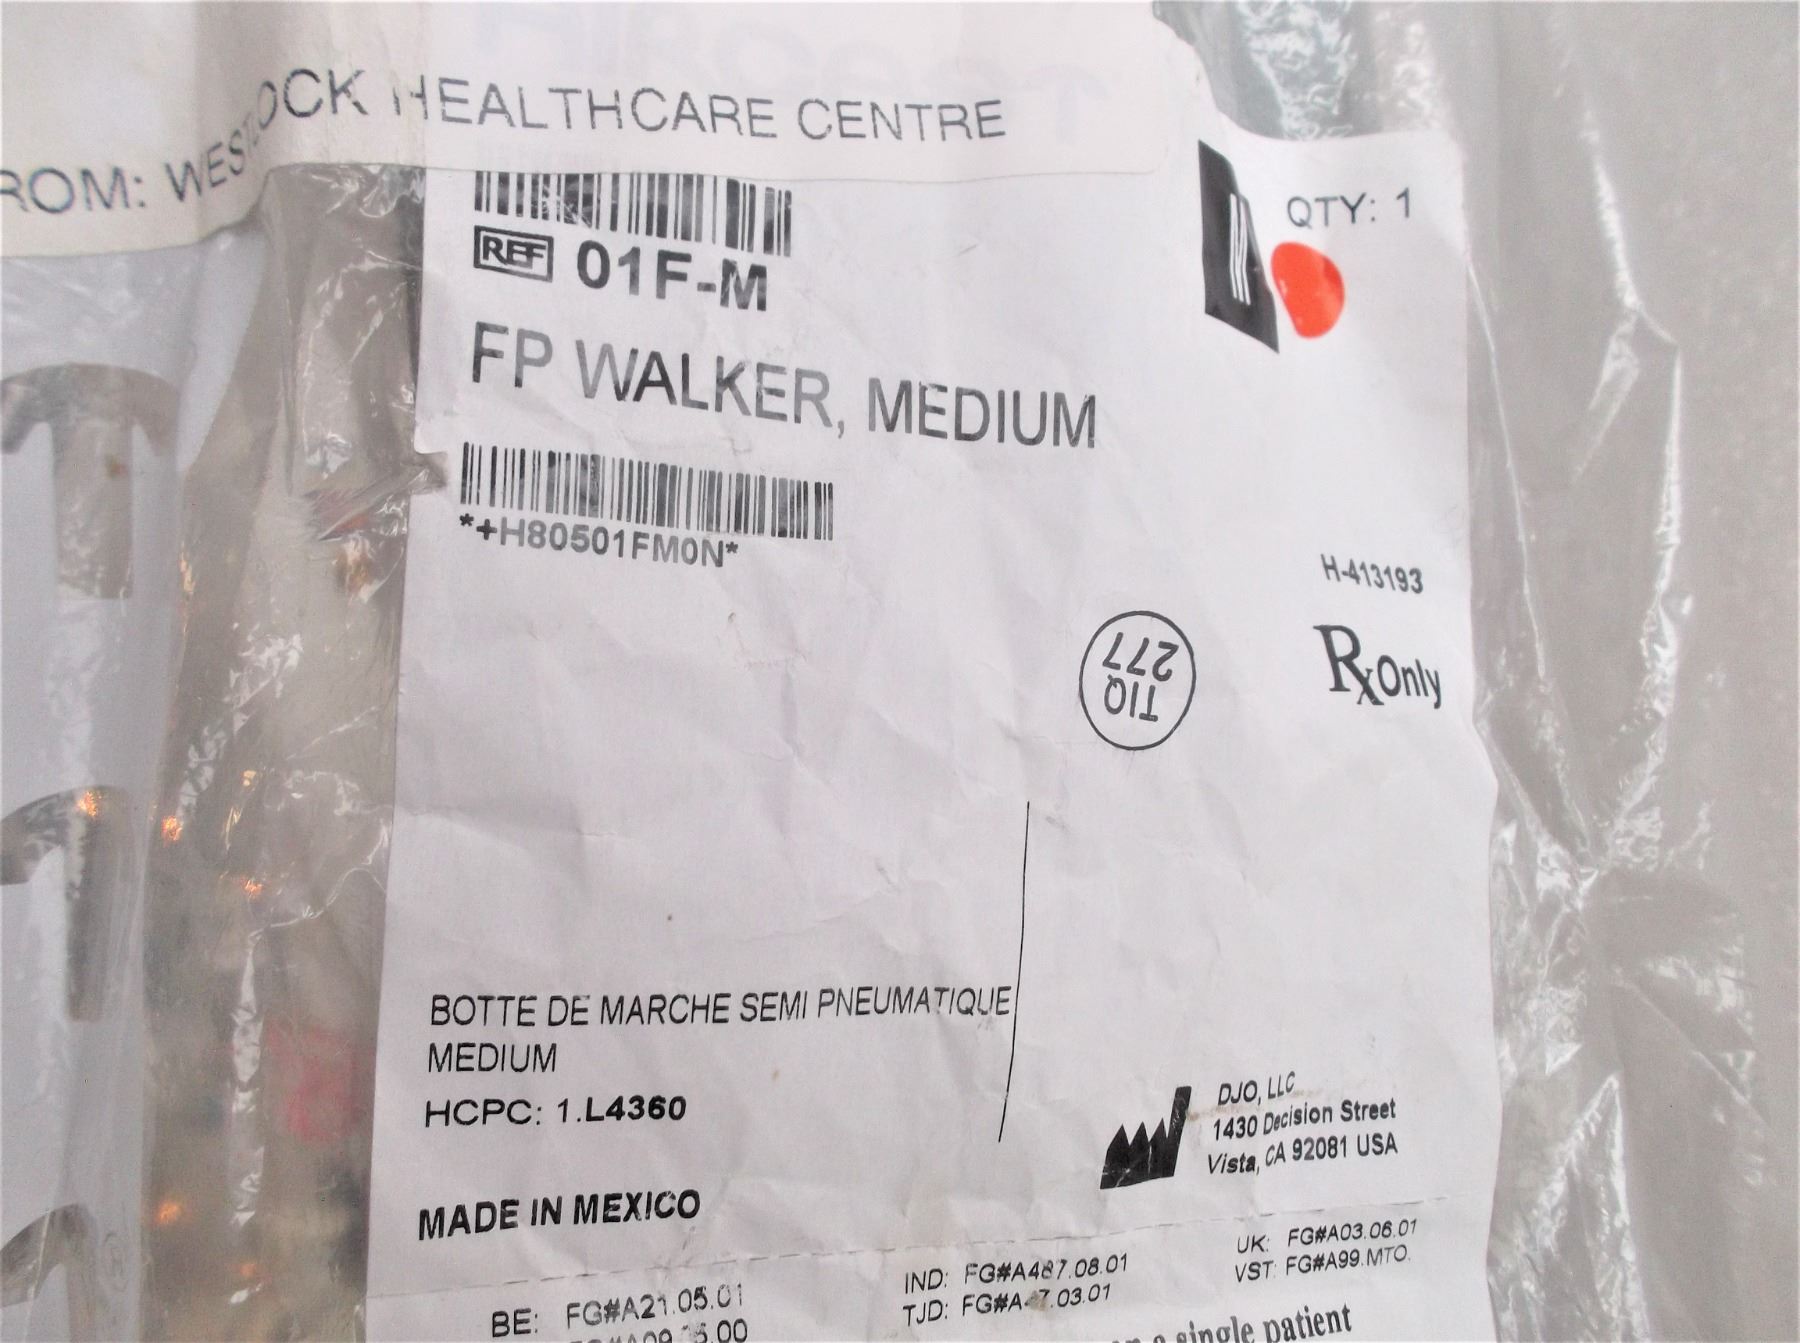 ROM: WESTLOCK HEALTHCARE CENTRE
QTY: 1
REF 01F-M
FP WALKER, MEDIUM
*+H80501FM0N*
H-413193
TIQ
277
Rx Only
BOTTE DE MARCHE SEMI PNEUMATIQUE
MEDIUM
HCPC: 1.L4360
DJO, LLC
1430 Decision Street
Vista, CA 92081 USA
MADE IN MEXICO
BE: FG#A21.05.01
IND: FG#A487.08.01
TJD:
UK: FG#A03.06.01
VST: FG#A99.MTO.
a single patient